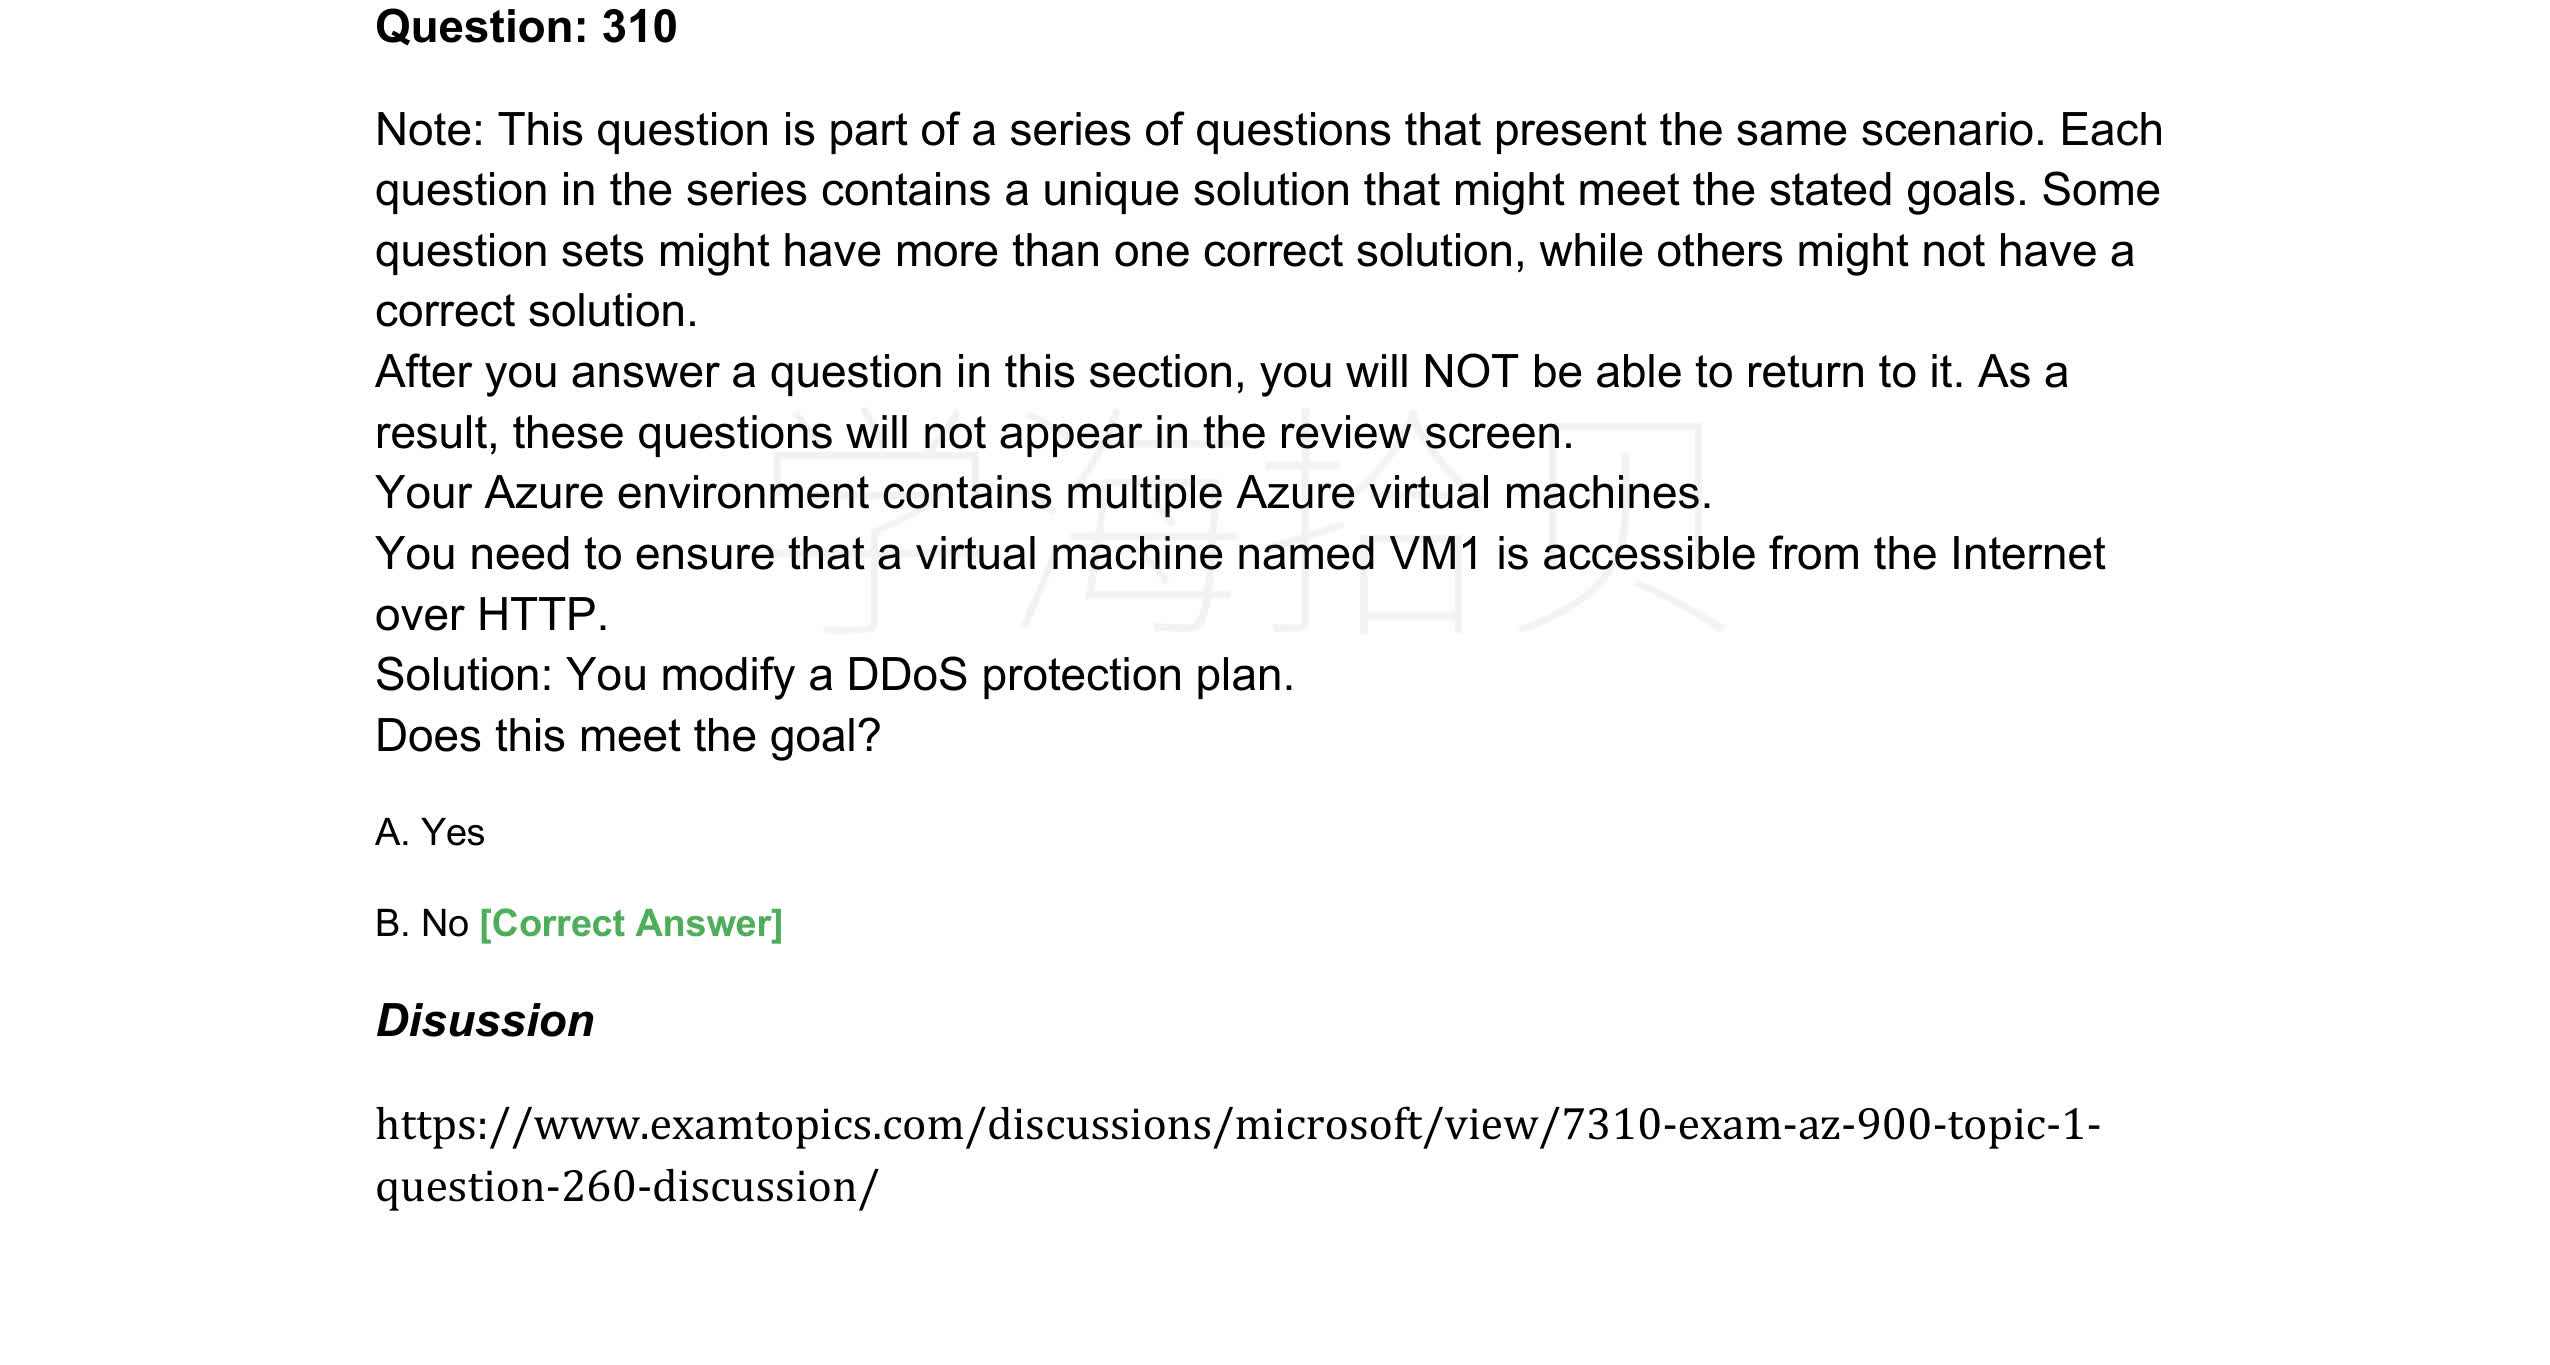 Question: 310
Note: This question is part of a series of questions that present the same scenario. Each
question in the series contains a unique solution that might meet the stated goals. Some
question sets might have more than one correct solution, while others might not have a
correct solution.
After you answer a question in this section, you will NOT be able to return to it. As a
result, these questions will not appear in the review screen.
Your Azure environment contains multiple Azure virtual machines.
You need to ensure that a virtual machine named VM1 is accessible from the Internet
over HTTP.
Solution: You modify a DDoS protection plan.
Does this meet the goal?
学海拾贝
A. Yes
B. No [Correct Answer]
Disussion
https://www.examtopics.com/discussions/microsoft/view/7310-exam-az-900-topic-1-
question-260-discussion/